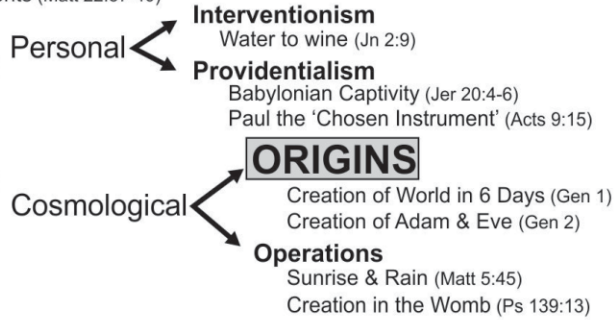 Interventionism
Personal
Water to wine (Jn 2:9)
Providentialism
Babylonian Captivity (Jer 20:4-6)
Paul the ‘Chosen Instrument’ (Acts 9:15)
ORIGINS
Creation of World in 6 Days (Gen 1)
Cosmological
Creation of Adam & Eve (Gen 2)
Operations
Sunrise & Rain (Matt 5:45)
Creation in the Womb (Ps 139:13)